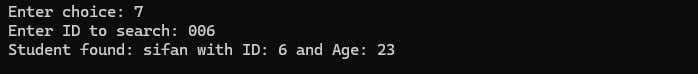 Enter choice: 7
Enter ID to search: 006
Student found: sifan with ID: 6 and Age: 23